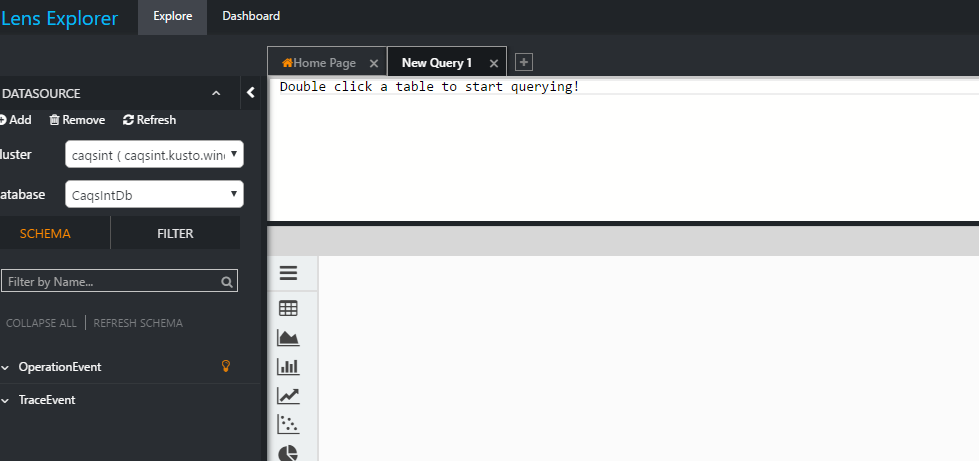 Lens Explorer Explore Dashboard
Home Page New Query 1
DATASOURCE
Double click a table to start querying!
Add Remove Refresh
luster caqsint ( caqsint.kusto.win
atabase CaqsIntDb
SCHEMA FILTER
Filter by Name...
COLLAPSE ALL REFRESH SCHEMA
OperationEvent
TraceEvent